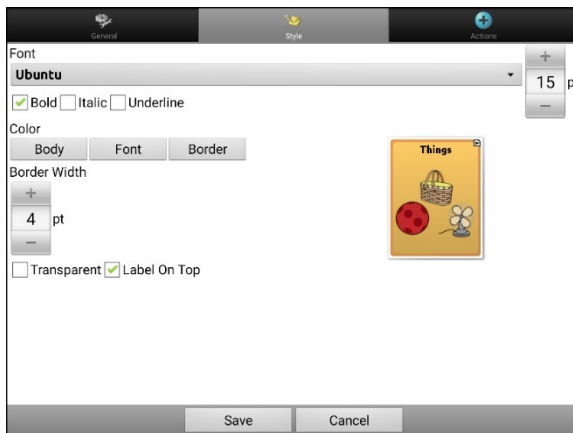 General
Style
Actions
Font
Ubuntu
15 p
Bold Italic Underline
Color
Body Font Border
Things
Border Width
4 pt
Transparent Label On Top
Save Cancel